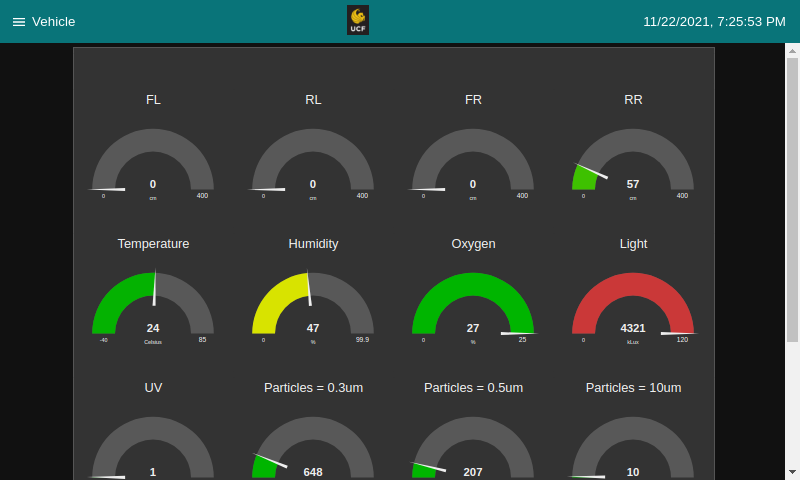 Vehicle
UCF
11/22/2021, 7:25:53 PM
FL RL FR RR
0 0 0 57
0 cm 400 0 cm 400 0 cm 400 0 cm 400
Temperature Humidity Oxygen Light
24 47 27 4321
-40 Celsius 85 0 % 99.9 0 % 25 0 kLux 120
UV Particles = 0.3um Particles = 0.5um Particles = 10um
1 648 207 10